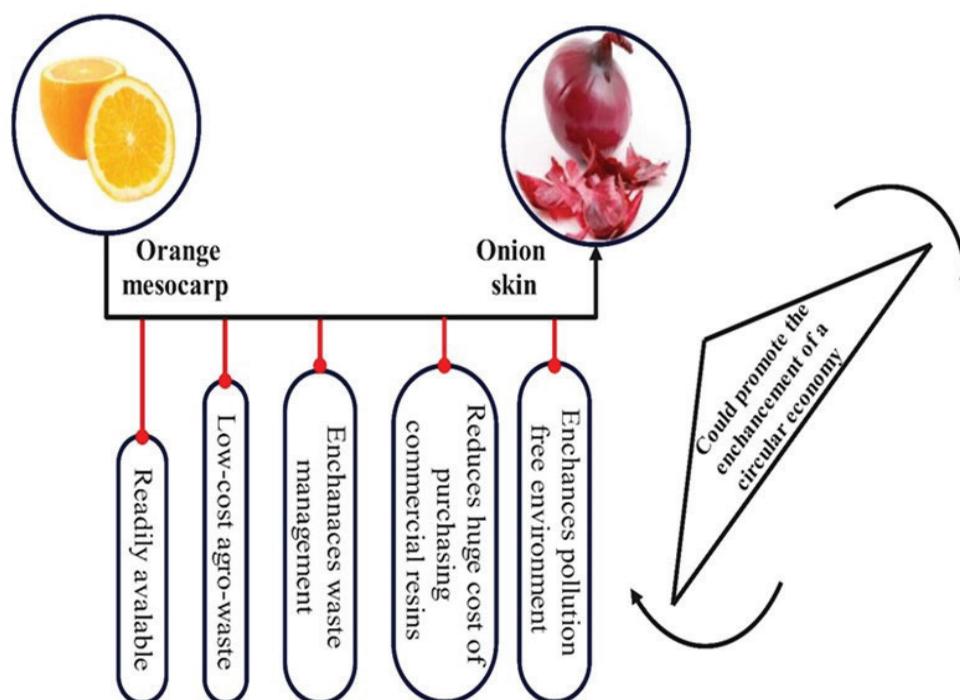 Orange
mesocarp
Onion
skin
Readily avalable
Low-cost agro-waste
Enchanaces waste
management
Reduces huge cost of
purchasing
commercial resins
Enchances pollution
free environment
Could promote the
enchancement of a
circular economy